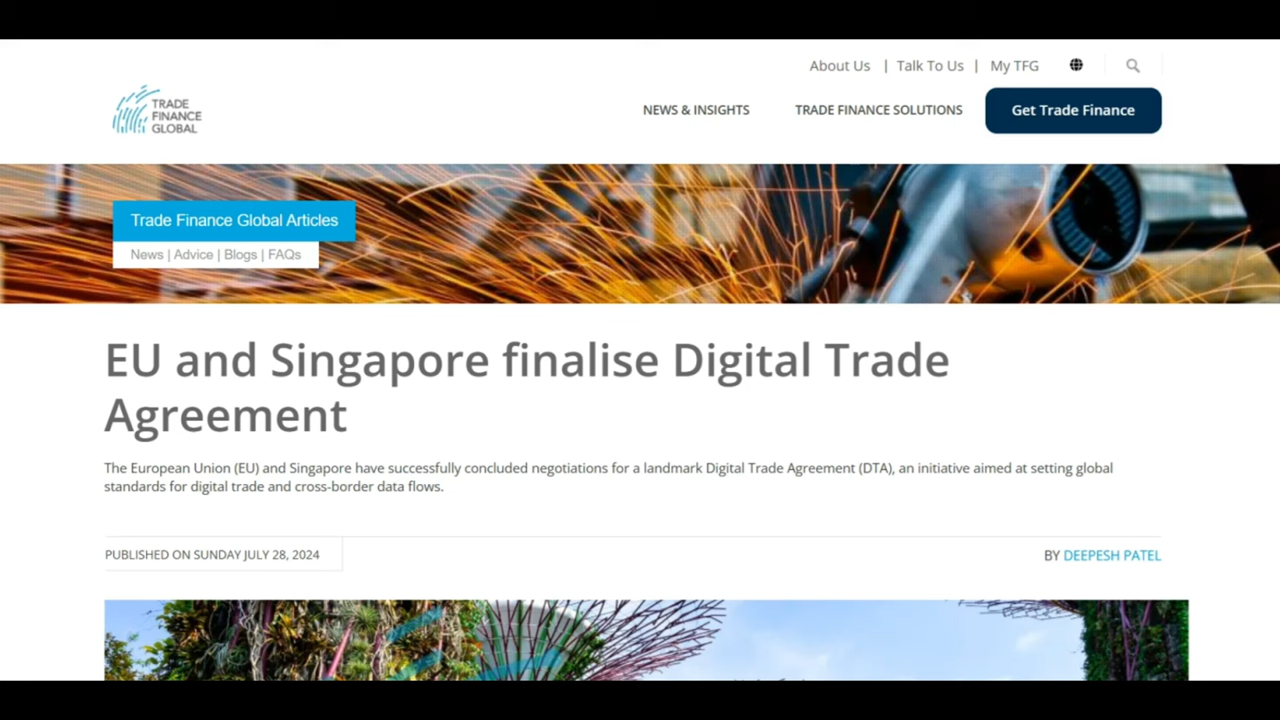 About Us | Talk To Us | My TFG
TRADE
FINANCE
GLOBAL
NEWS & INSIGHTS
TRADE FINANCE SOLUTIONS
Get Trade Finance
Trade Finance Global Articles
News | Advice | Blogs | FAQs
EU and Singapore finalise Digital Trade
Agreement
The European Union (EU) and Singapore have successfully concluded negotiations for a landmark Digital Trade Agreement (DTA), an initiative aimed at setting global
standards for digital trade and cross-border data flows.
PUBLISHED ON SUNDAY JULY 28, 2024
BY DEEPESH PATEL